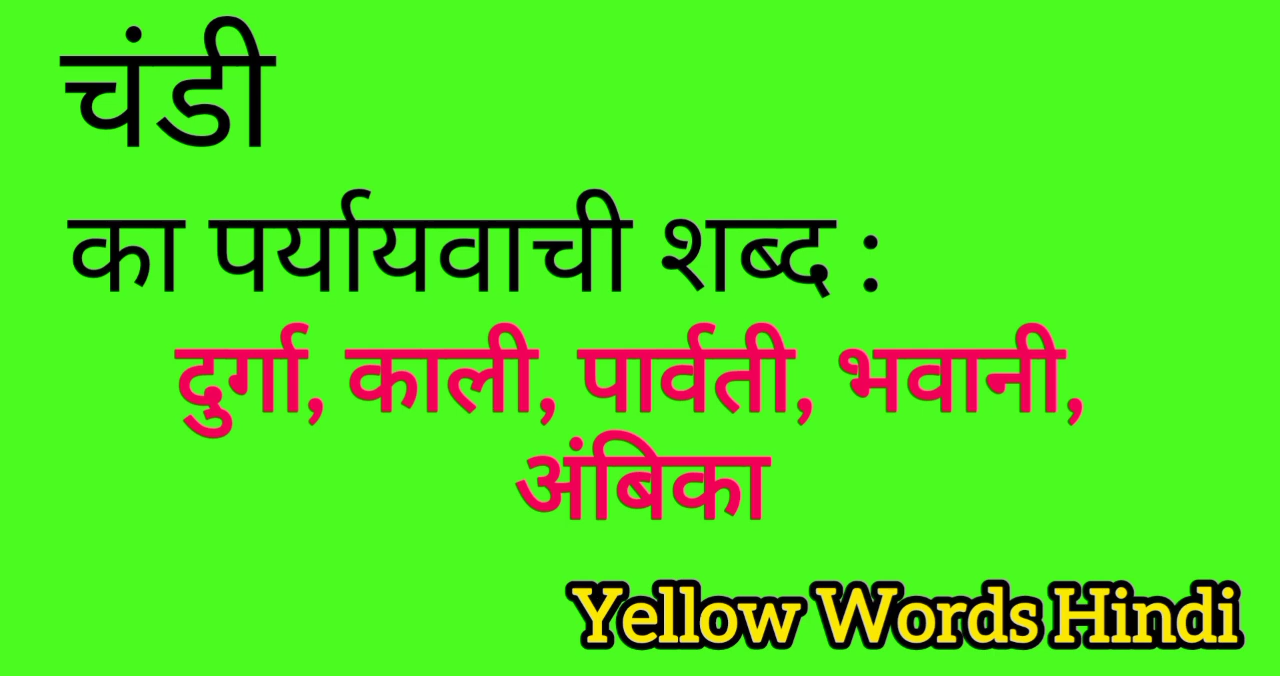 चंडी
का पर्यायवाची शब्द :
दुर्गा, काली, पार्वती, भवानी,
अंबिका
Yellow Words Hindi